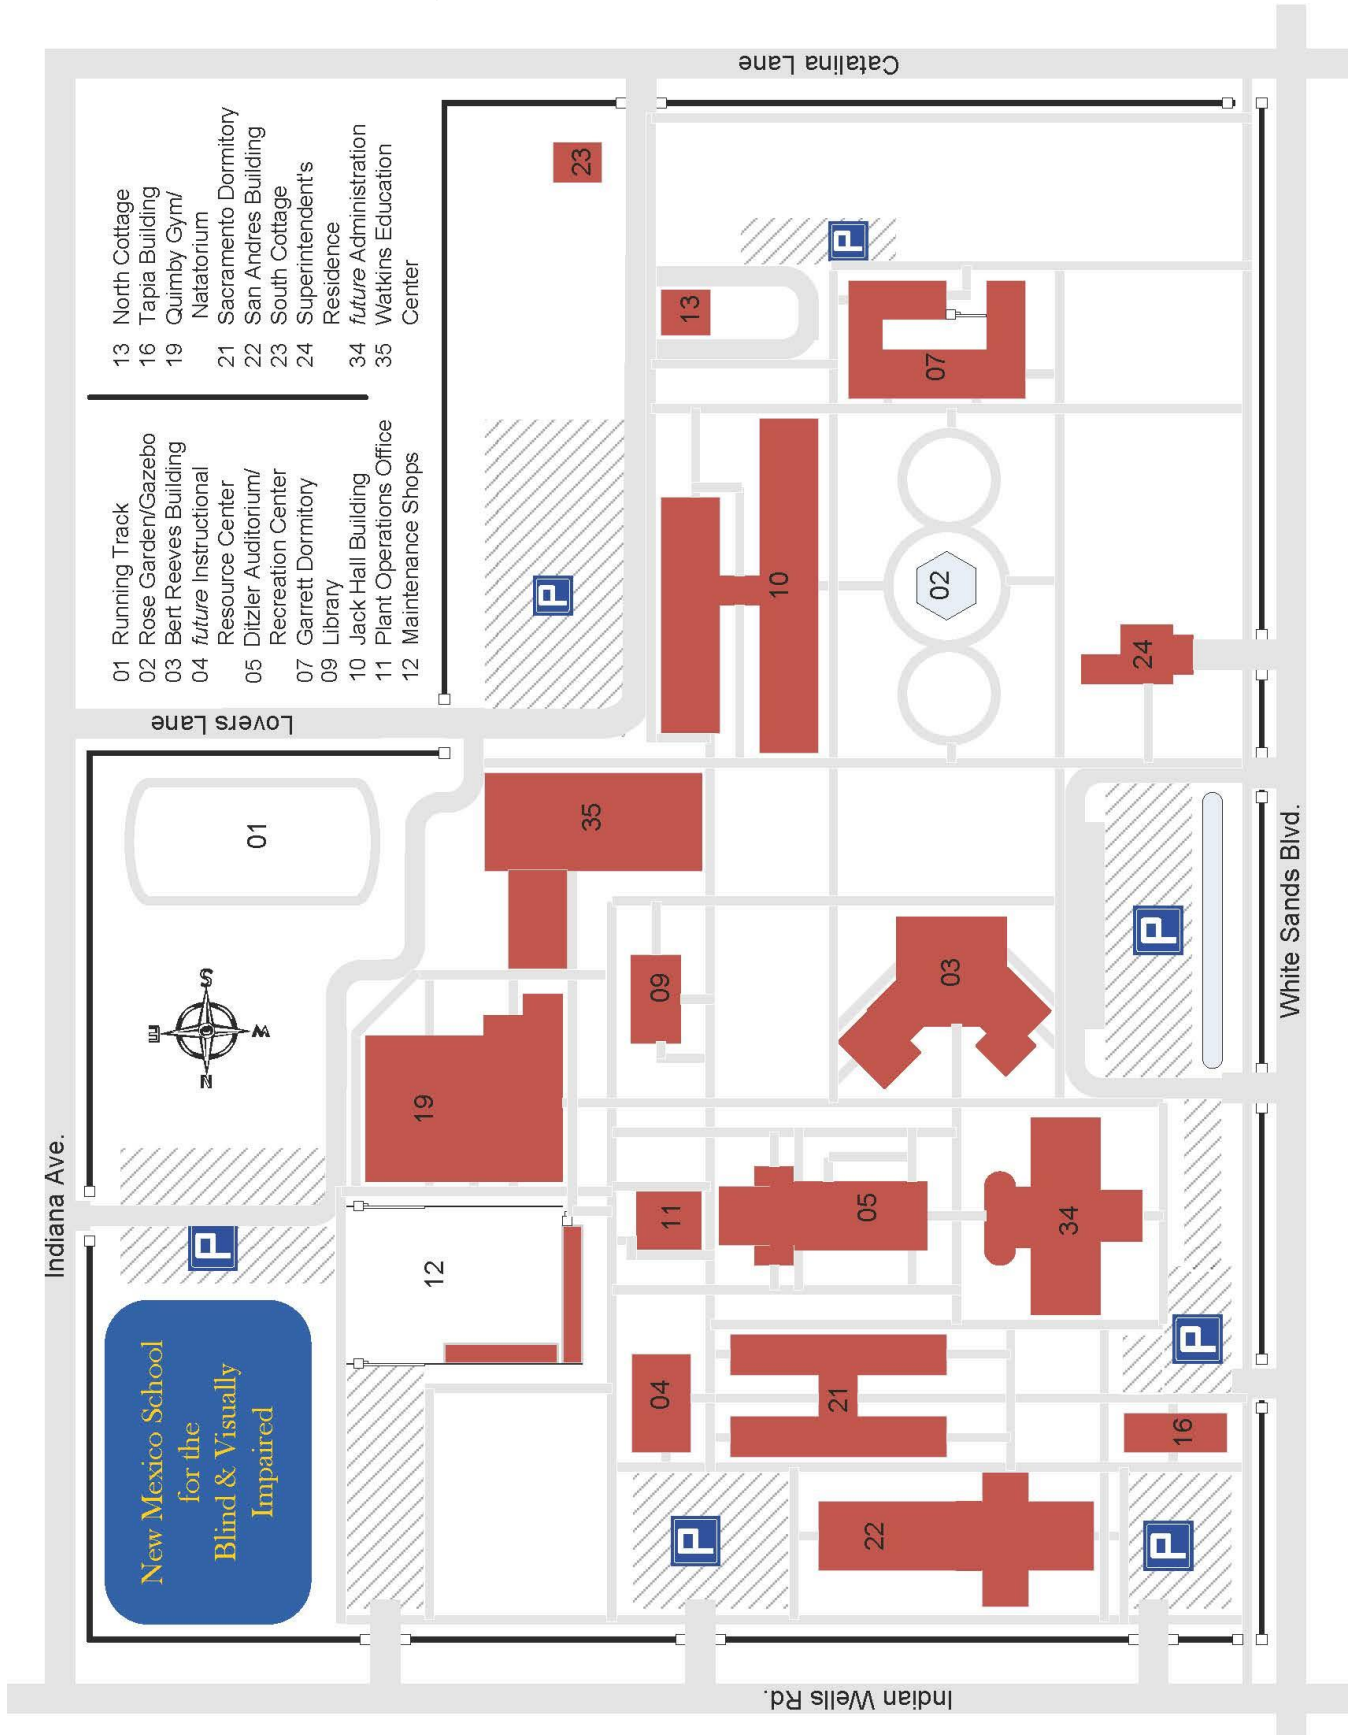 New Mexico School
for the
Blind & Visually
Impaired
01 Running Track
02 Rose Garden/Gazebo
03 Bert Reeves Building
04 future Instructional
Resource Center
05 Ditzler Auditorium/
Recreation Center
07 Garrett Dormitory
09 Library
10 Jack Hall Building
11 Plant Operations Office
12 Maintenance Shops
13 North Cottage
16 Tapia Building
19 Quimby Gym/
Natatorium
21 Sacramento Dormitory
22 San Andres Building
23 South Cottage
24 Superintendent's
Residence
34 future Administration
35 Watkins Education
Center
Indiana Ave.
Lovers Lane
Catalina Lane
Indian Wells Rd.
White Sands Blvd.
N
E
S
W
P
12
19
01
P
23
P
04
11
09
35
13
P
22
21
05
03
10
02
07
P
34
24
P
16
P
P